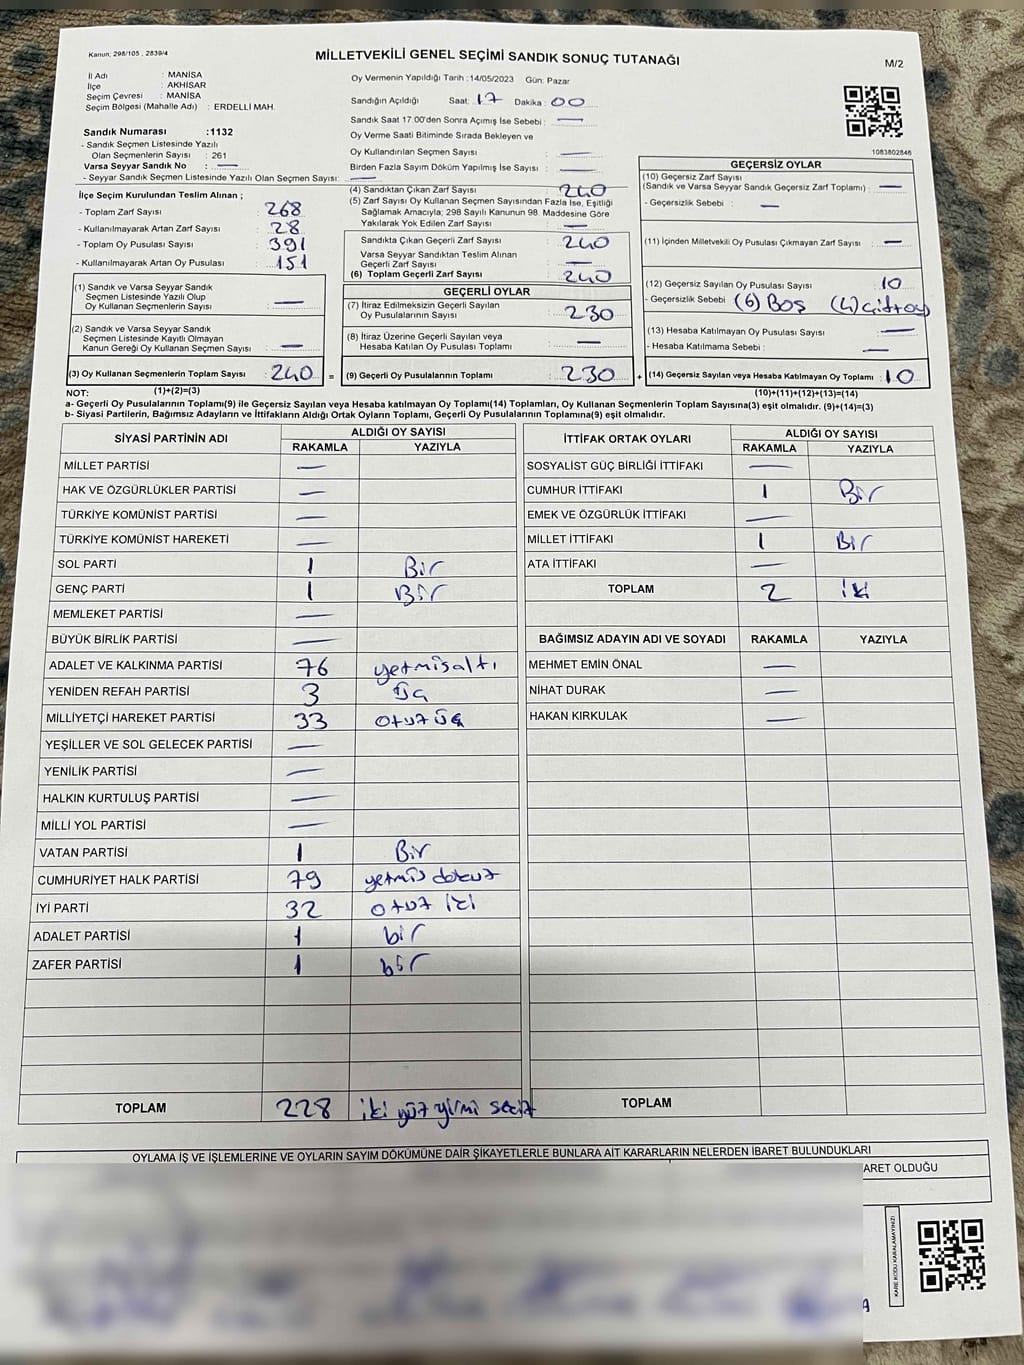 Kanun: 298/105 , 2839/4
MİLLETVEKİLİ GENEL SEÇİMİ SANDIK SONUÇ TUTANAĞI
M/2
İl Adı : MANİSA
İlçe : AKHİSAR
Seçim Çevresi : MANİSA
Seçim Bölgesi (Mahalle Adı) : ERDELLİ MAH.
Sandık Numarası :1132
- Sandık Seçmen Listesinde Yazılı
Olan Seçmenlerin Sayısı : 261
Varsa Seyyar Sandık No : —
- Seyyar Sandık Seçmen Listesinde Yazılı Olan Seçmen Sayısı: —
Oy Vermenin Yapıldığı Tarih :14/05/2023 Gün: Pazar
Sandığın Açıldığı Saat: 17 Dakika: 00
Sandık Saat 17:00'den Sonra Açımış İse Sebebi : —
Oy Verme Saati Bitiminde Sırada Bekleyen ve
Oy Kullandırılan Seçmen Sayısı : —
Birden Fazla Sayım Döküm Yapılmış İse Sayısı : —
1083802846
İlçe Seçim Kurulundan Teslim Alınan ;
- Toplam Zarf Sayısı : 268
- Kullanılmayarak Artan Zarf Sayısı : 28
- Toplam Oy Pusulası Sayısı : 391
- Kullanılmayarak Artan Oy Pusulası : 151
(1) Sandık ve Varsa Seyyar Sandık
Seçmen Listesinde Yazılı Olup
Oy Kullanan Seçmenlerin Sayısı : —
(2) Sandık ve Varsa Seyyar Sandık
Seçmen Listesinde Kayıtlı Olmayan
Kanun Gereği Oy Kullanan Seçmen Sayısı : —
(3) Oy Kullanan Seçmenlerin Toplam Sayısı : 240 =
(4) Sandıktan Çıkan Zarf Sayısı : 240
(5) Zarf Sayısı Oy Kullanan Seçmen Sayısından Fazla İse, Eşitliği
Sağlamak Amacıyla; 298 Sayılı Kanunun 98. Maddesine Göre
Yakılarak Yok Edilen Zarf Sayısı : —
Sandıkta Çıkan Geçerli Zarf Sayısı : 240
Varsa Seyyar Sandıktan Teslim Alınan
Geçerli Zarf Sayısı : —
(6) Toplam Geçerli Zarf Sayısı : 240
GEÇERLİ OYLAR
(7) İtiraz Edilmeksizin Geçerli Sayılan
Oy Pusulalarının Sayısı : 230
(8) İtiraz Üzerine Geçerli Sayılan veya
Hesaba Katılan Oy Pusulası Toplamı : —
(9) Geçerli Oy Pusulalarının Toplamı : 230 +
GEÇERSİZ OYLAR
(10) Geçersiz Zarf Sayısı
(Sandık ve Varsa Seyyar Sandık Geçersiz Zarf Toplamı) : —
- Geçersizlik Sebebi : —
(11) İçinden Milletvekili Oy Pusulası Çıkmayan Zarf Sayısı : —
(12) Geçersiz Sayılan Oy Pusulası Sayısı : 10
- Geçersizlik Sebebi : (6) Boş (4) Çift oy
(13) Hesaba Katılmayan Oy Pusulası Sayısı : —
- Hesaba Katılmama Sebebi : —
(14) Geçersiz Sayılan veya Hesaba Katılmayan Oy Toplamı : 10
NOT: (1)+(2)=(3) (10)+(11)+(12)+(13)=(14)
a- Geçerli Oy Pusulalarının Toplamı(9) ile Geçersiz Sayılan veya Hesaba katılmayan Oy Toplamı(14) Toplamları, Oy Kullanan Seçmenlerin Toplam Sayısına(3) eşit olmalıdır. (9)+(14)=(3)
b- Siyasi Partilerin, Bağımsız Adayların ve İttifakların Aldığı Ortak Oyların Toplamı, Geçerli Oy Pusulalarının Toplamına(9) eşit olmalıdır.
SİYASİ PARTİNİN ADI ALDIĞI OY SAYISI
RAKAMLA YAZIYLA
MİLLET PARTİSİ —
HAK VE ÖZGÜRLÜKLER PARTİSİ —
TÜRKİYE KOMÜNİST PARTİSİ —
TÜRKİYE KOMÜNİST HAREKETİ —
SOL PARTİ 1 Bir
GENÇ PARTİ 1 Bir
MEMLEKET PARTİSİ —
BÜYÜK BİRLİK PARTİSİ —
ADALET VE KALKINMA PARTİSİ 76 yetmişaltı
YENİDEN REFAH PARTİSİ 3 Üç
MİLLİYETÇİ HAREKET PARTİSİ 33 otuz üç
YEŞİLLER VE SOL GELECEK PARTİSİ —
YENİLİK PARTİSİ —
HALKIN KURTULUŞ PARTİSİ —
MİLLİ YOL PARTİSİ —
VATAN PARTİSİ 1 Bir
CUMHURİYET HALK PARTİSİ 79 yetmiş dokuz
İYİ PARTİ 32 otuz iki
ADALET PARTİSİ 1 bir
ZAFER PARTİSİ 1 bir
TOPLAM 228 iki yüz yirmi sekiz
İTTİFAK ORTAK OYLARI ALDIĞI OY SAYISI
RAKAMLA YAZIYLA
SOSYALİST GÜÇ BİRLİĞİ İTTİFAKI —
CUMHUR İTTİFAKI 1 Bir
EMEK VE ÖZGÜRLÜK İTTİFAKI —
MİLLET İTTİFAKI 1 Bir
ATA İTTİFAKI —
TOPLAM 2 iki
BAĞIMSIZ ADAYIN ADI VE SOYADI RAKAMLA YAZIYLA
MEHMET EMİN ÖNAL —
NİHAT DURAK —
HAKAN KIRKULAK —
TOPLAM
OYLAMA İŞ VE İŞLEMLERİNE VE OYLARIN SAYIM DÖKÜMÜNE DAİR ŞİKAYETLERLE BUNLARA AİT KARARLARIN NELERDEN İBARET BULUNDUKLARI
ARET OLDUĞU
KARE KODU KARALAMAYINIZ!